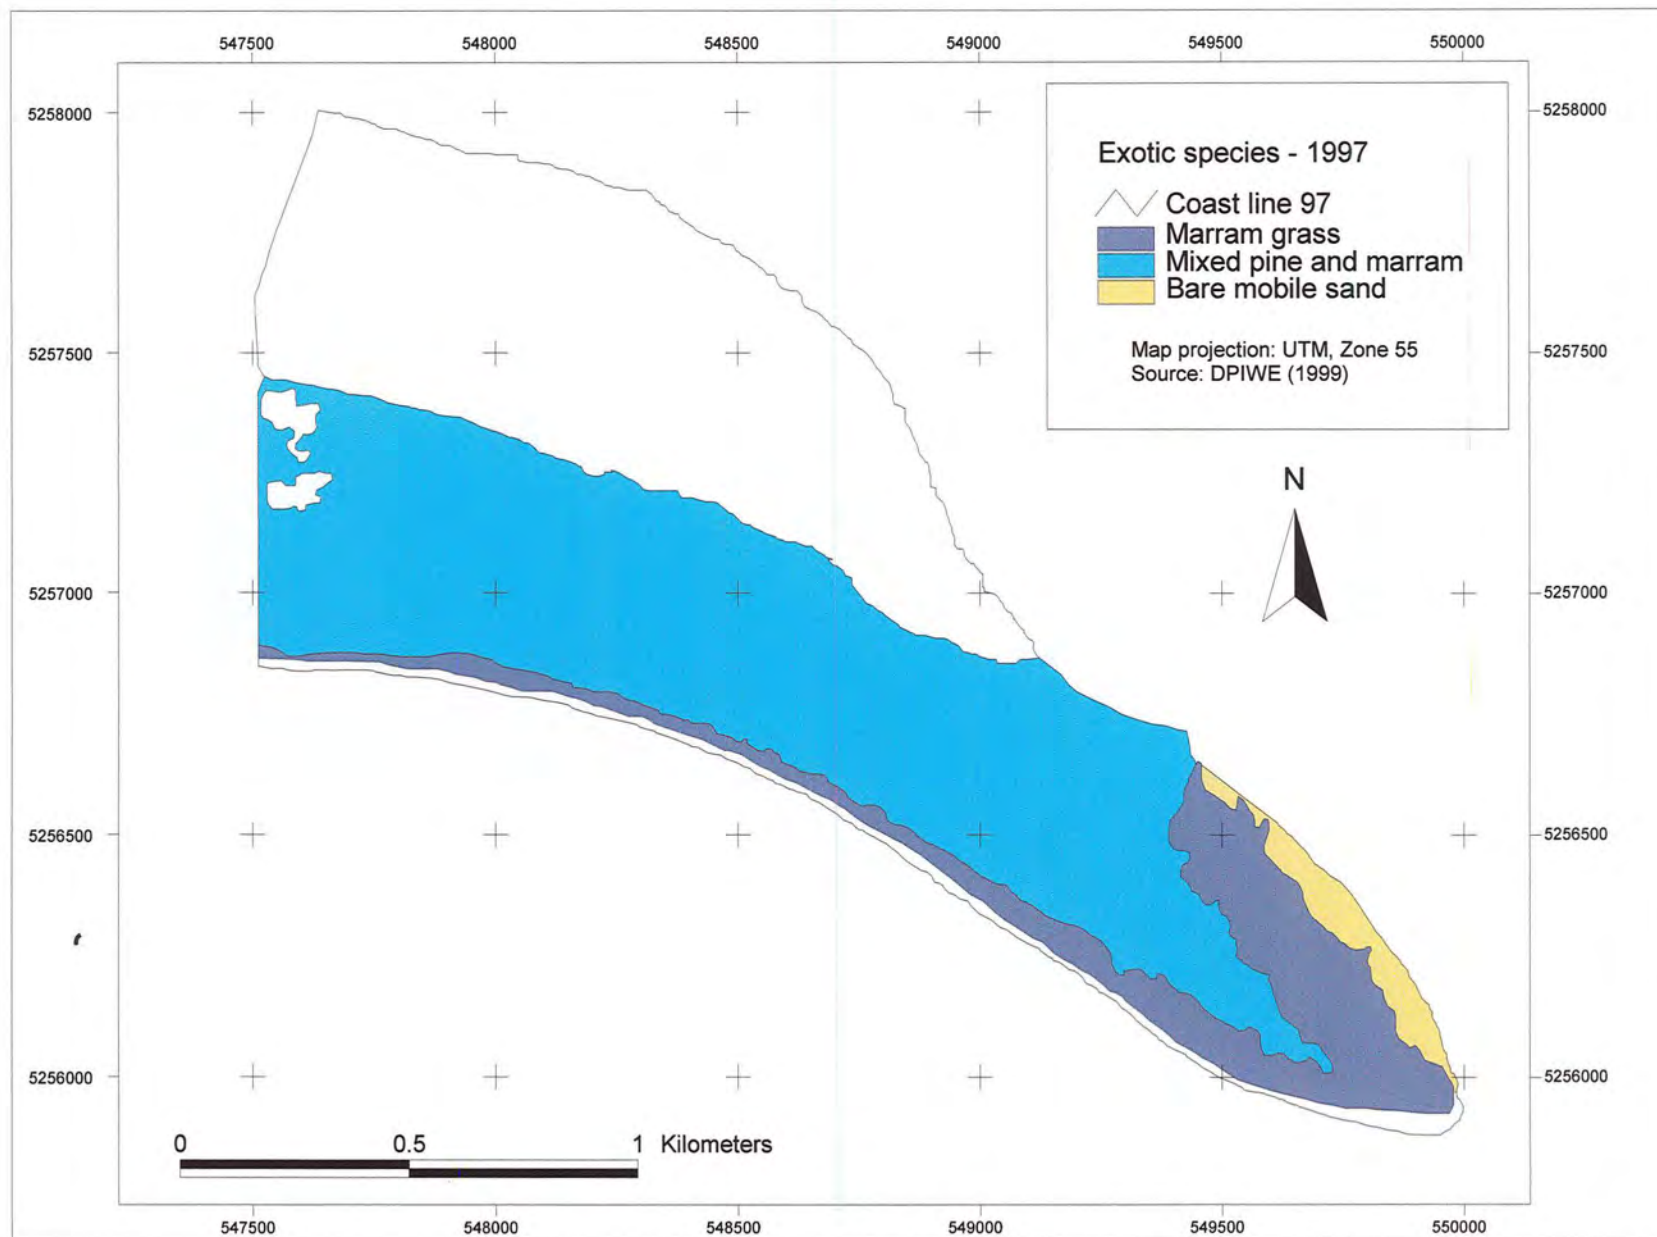 547500 548000 548500 549000 549500 550000
5258000 5258000
Exotic species - 1997
Coast line 97
Marram grass
Mixed pine and marram
Bare mobile sand
Map projection: UTM, Zone 55
Source: DPIWE (1999)
5257500 5257500
N
5257000 5257000
5256500 5256500
5256000 5256000
0 0.5 1 Kilometers
547500 548000 548500 549000 549500 550000